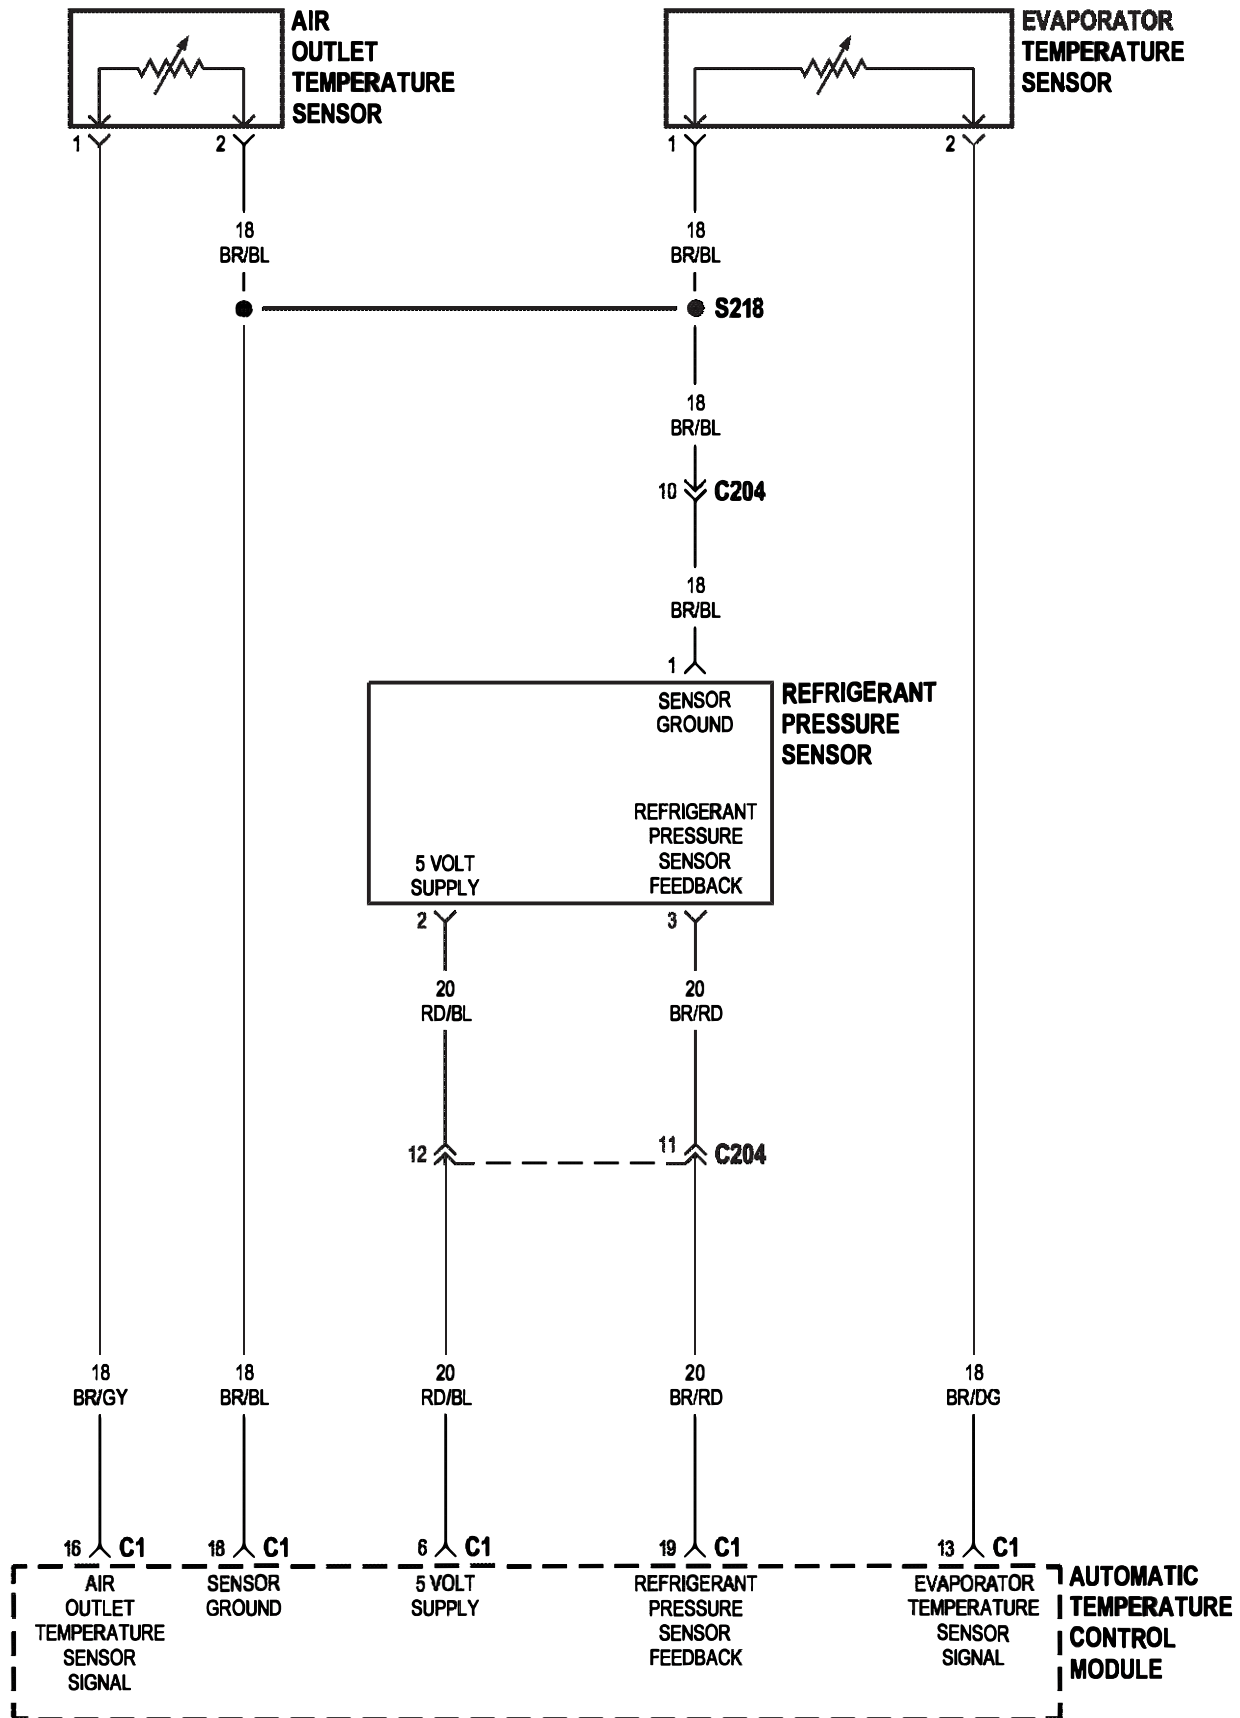 AIR
OUTLET
TEMPERATURE
SENSOR
EVAPORATOR
TEMPERATURE
SENSOR
1
2
1
2
18
BR/BL
18
BR/BL
S218
18
BR/BL
10
C204
18
BR/BL
1
SENSOR
GROUND
REFRIGERANT
PRESSURE
SENSOR
REFRIGERANT
PRESSURE
SENSOR
FEEDBACK
5 VOLT
SUPPLY
2
3
20
RD/BL
20
BR/RD
12
11
C204
18
BR/GY
18
BR/BL
20
RD/BL
20
BR/RD
18
BR/DG
16
C1
18
C1
6
C1
19
C1
13
C1
AIR
OUTLET
TEMPERATURE
SENSOR
SIGNAL
SENSOR
GROUND
5 VOLT
SUPPLY
REFRIGERANT
PRESSURE
SENSOR
FEEDBACK
EVAPORATOR
TEMPERATURE
SENSOR
SIGNAL
AUTOMATIC
TEMPERATURE
CONTROL
MODULE